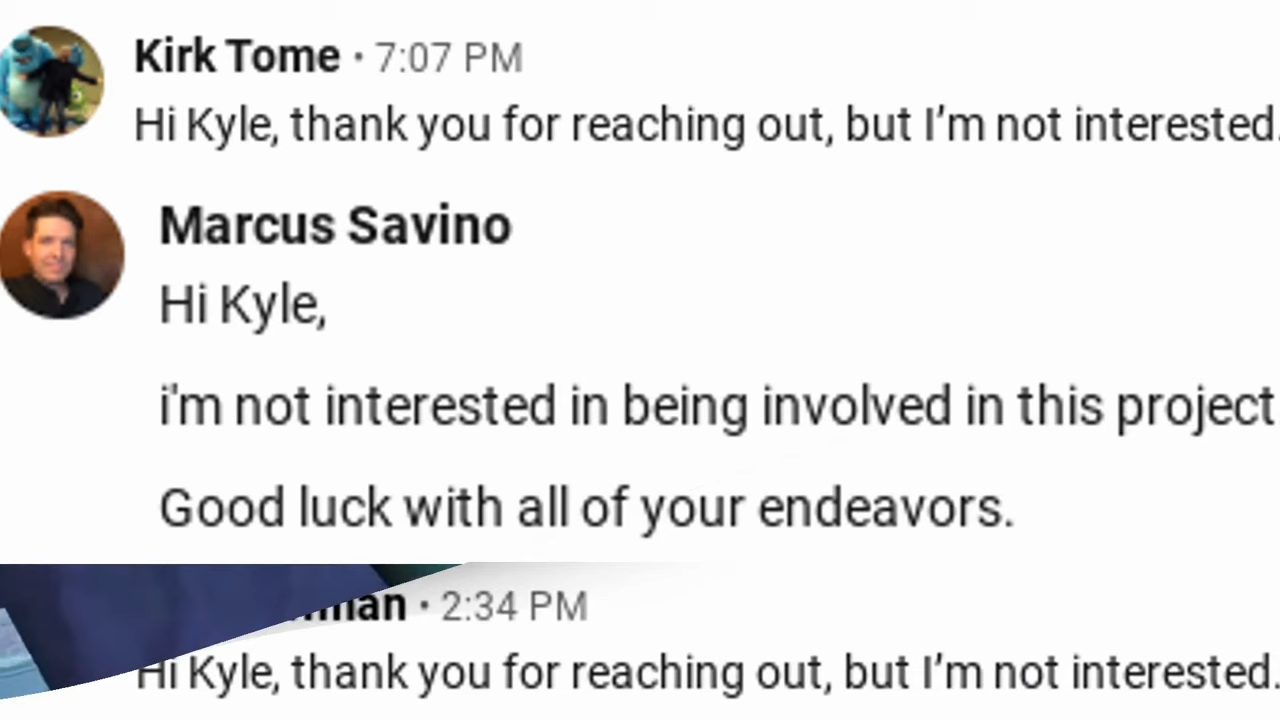 Kirk Tome • 7:07 PM
Hi Kyle, thank you for reaching out, but I’m not interested.
Marcus Savino
Hi Kyle,
i'm not interested in being involved in this project
Good luck with all of your endeavors.
• 2:34 PM
Hi Kyle, thank you for reaching out, but I’m not interested.